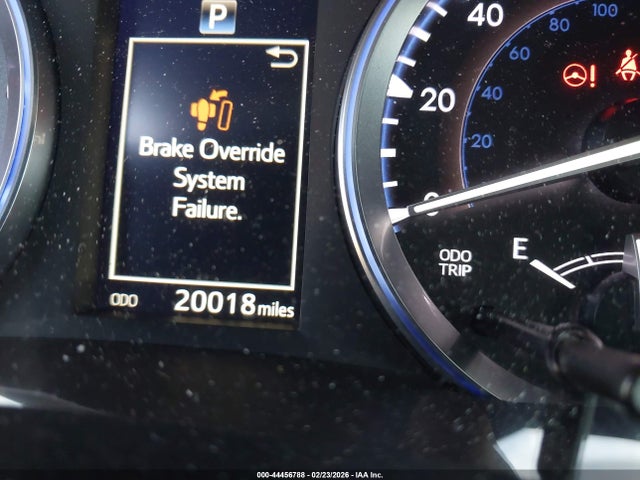 P
Brake Override
System
Failure.
ODO 20018 miles
40
20
0
100
80
60
40
20
!
ODO
TRIP
E
000-44456788 - 02/23/2026 - IAA Inc.